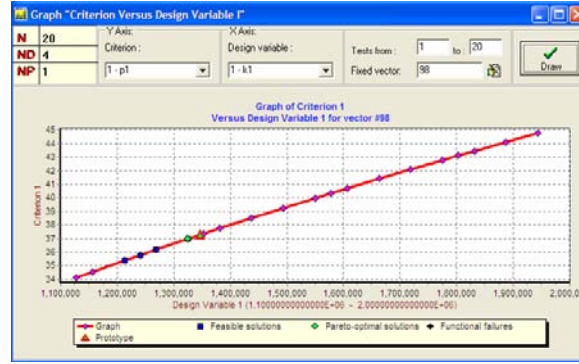 Graph "Criterion Versus Design Variable I"
N 20
ND 4
NP 1
Y Axis:
Criterion :
1 - p1
X Axis:
Design variable :
1 - k1
Tests from : 1 to : 20
Fixed vector: 98
Draw
Graph of Criterion 1
Versus Design Variable 1 for vector #98
45
44
43
42
41
40
39
38
37
36
35
34
Criterion 1
1,100,000 1,200,000 1,300,000 1,400,000 1,500,000 1,600,000 1,700,000 1,800,000 1,900,000 2,000,0
Design Variable 1 (1.10000000000000E+06 - 2.00000000000000E+06)
Graph Feasible solutions Pareto-optimal solutions Functional failures
Prototype